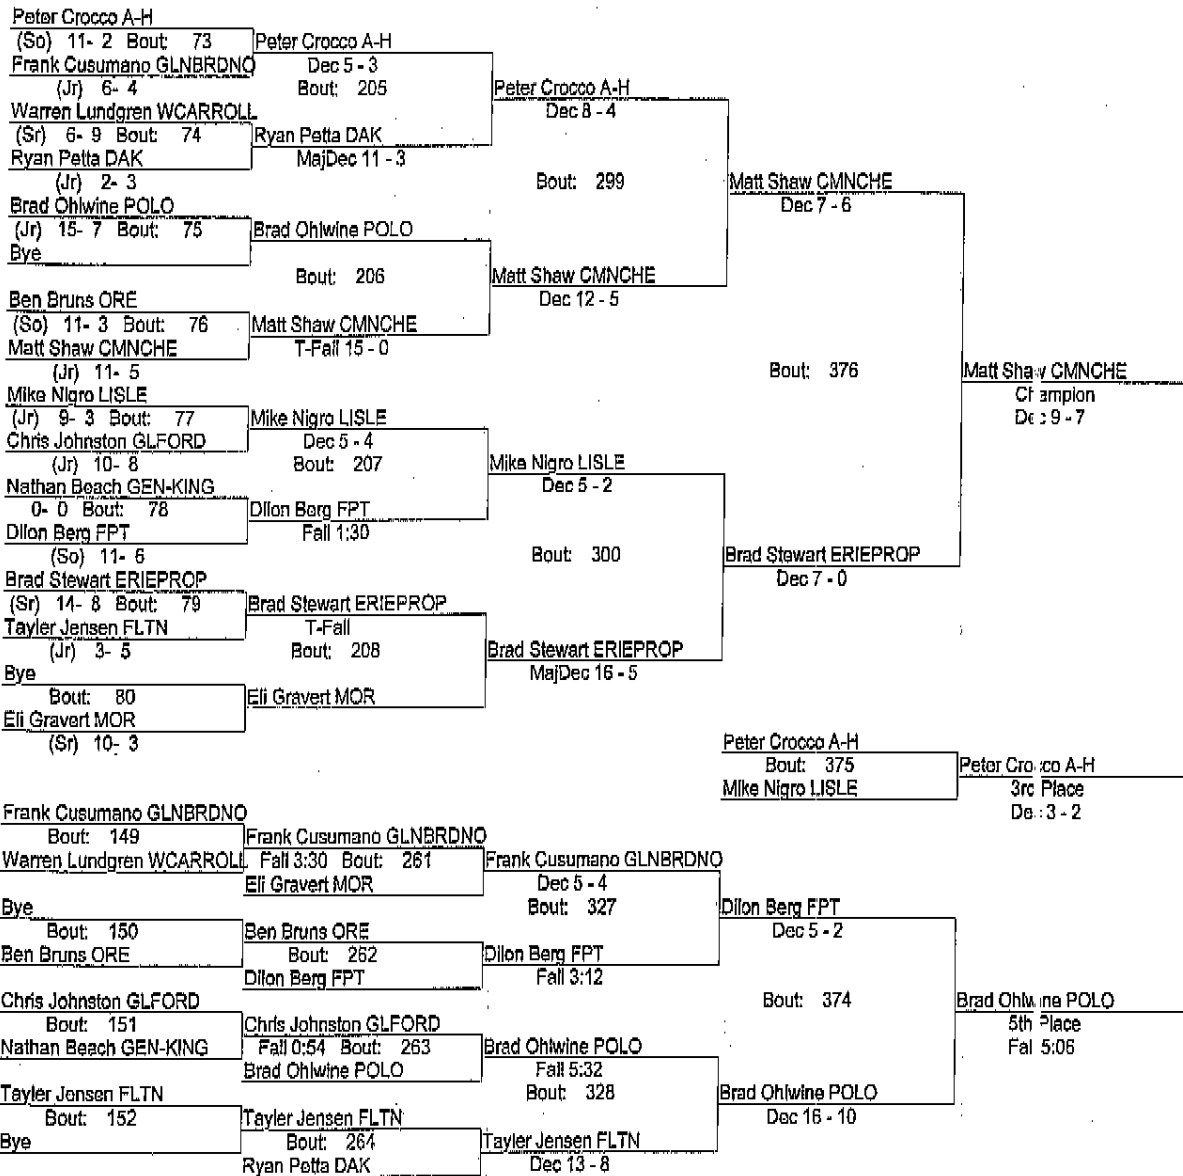 Peter Crocco A-H
(So) 11- 2 Bout: 73
Frank Cusumano GLNBRDNO
(Jr) 6- 4
Warren Lundgren WCARROLL
(Sr) 6- 9 Bout: 74
Ryan Petta DAK
(Jr) 2- 3
Brad Ohlwine POLO
(Jr) 15- 7 Bout: 75
Bye
Ben Bruns ORE
(So) 11- 3 Bout: 76
Matt Shaw CMNCHE
(Jr) 11- 5
Mike Nigro LISLE
(Jr) 9- 3 Bout: 77
Chris Johnston GLFORD
(Jr) 10- 8
Nathan Beach GEN-KING
0- 0 Bout: 78
Dilon Berg FPT
(So) 11- 6
Brad Stewart ERIEPROP
(Sr) 14- 8 Bout: 79
Tayler Jensen FLTN
(Jr) 3- 5
Bye
Bout: 80
Eli Gravert MOR
(Sr) 10- 3
Peter Crocco A-H
Dec 5 - 3
Bout: 205
Ryan Petta DAK
MajDec 11 - 3
Brad Ohlwine POLO
Bout: 206
Matt Shaw CMNCHE
T-Fall 15 - 0
Mike Nigro LISLE
Dec 5 - 4
Bout: 207
Dilon Berg FPT
Fall 1:30
Brad Stewart ERIEPROP
T-Fall
Bout: 208
Eli Gravert MOR
Peter Crocco A-H
Dec 8 - 4
Bout: 299
Matt Shaw CMNCHE
Dec 12 - 5
Mike Nigro LISLE
Dec 5 - 2
Bout: 300
Brad Stewart ERIEPROP
MajDec 16 - 5
Matt Shaw CMNCHE
Dec 7 - 6
Bout: 376
Brad Stewart ERIEPROP
Dec 7 - 0
Matt Shaw CMNCHE
Champion
Dec 9 - 7
Peter Crocco A-H
Bout: 375
Mike Nigro LISLE
Peter Crocco A-H
3rd Place
Dec 3 - 2
Frank Cusumano GLNBRDNO
Bout: 149
Warren Lundgren WCARROLL
Bye
Bout: 150
Ben Bruns ORE
Chris Johnston GLFORD
Bout: 151
Nathan Beach GEN-KING
Tayler Jensen FLTN
Bout: 152
Bye
Frank Cusumano GLNBRDNO
Fall 3:30 Bout: 261
Eli Gravert MOR
Ben Bruns ORE
Bout: 262
Dilon Berg FPT
Chris Johnston GLFORD
Fall 0:54 Bout: 263
Brad Ohlwine POLO
Tayler Jensen FLTN
Bout: 264
Ryan Petta DAK
Frank Cusumano GLNBRDNO
Dec 5 - 4
Bout: 327
Dilon Berg FPT
Fall 3:12
Brad Ohlwine POLO
Fall 5:32
Bout: 328
Tayler Jensen FLTN
Dec 13 - 8
Dilon Berg FPT
Dec 5 - 2
Bout: 374
Brad Ohlwine POLO
Dec 16 - 10
Brad Ohlwine POLO
5th Place
Fall 5:06